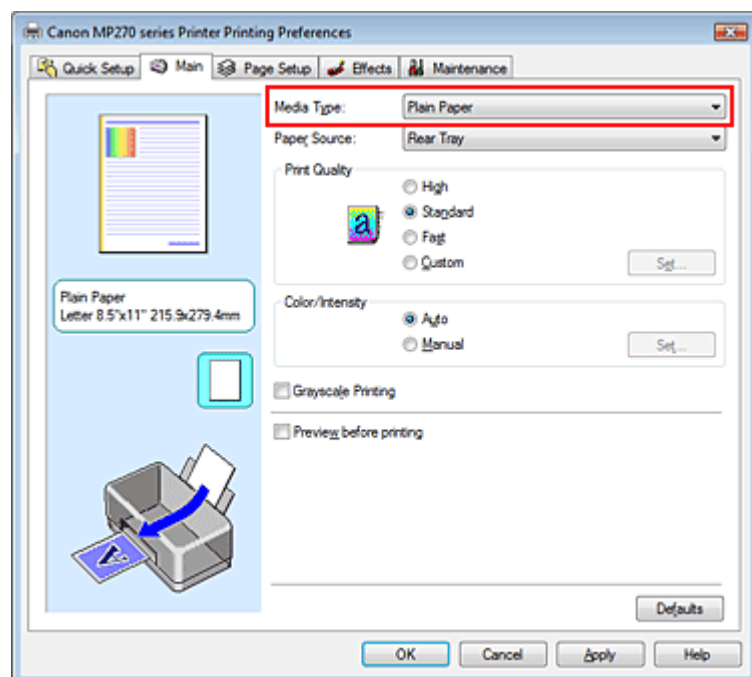 Canon MP270 series Printer Printing Preferences
Quick Setup Main Page Setup Effects Maintenance
Media Type: Plain Paper
Paper Source: Rear Tray
Print Quality
High
a Standard
Fast
Custom Set...
Plain Paper
Letter 8.5"x11" 215.9x279.4mm
Color/Intensity
Auto
Manual Set...
Grayscale Printing
Preview before printing
A
Defaults
OK Cancel Apply Help